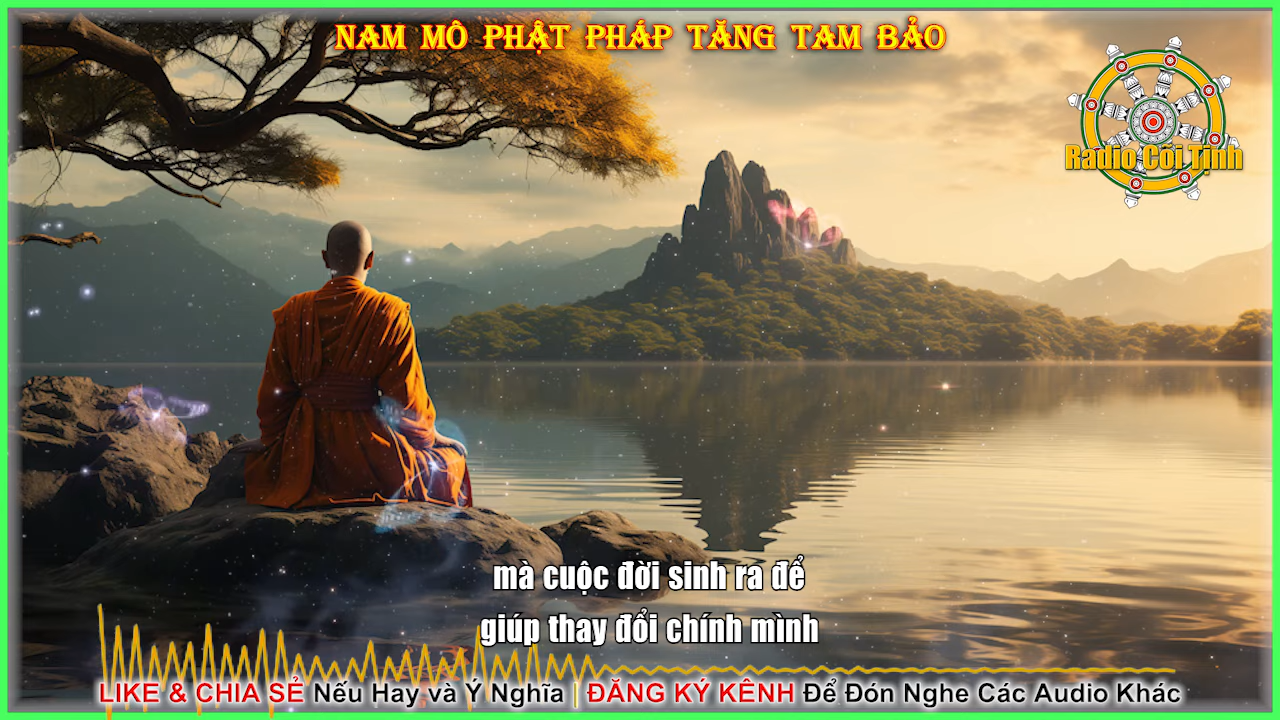 NAM MÔ PHẬT PHÁP TĂNG TAM BẢO
Radio Cõi Tịnh
mà cuộc đời sinh ra để
giúp thay đổi chính mình
LIKE & CHIA SẺ Nếu Hay và Ý Nghĩa | ĐĂNG KÝ KÊNH Để Đón Nghe Các Audio Khác